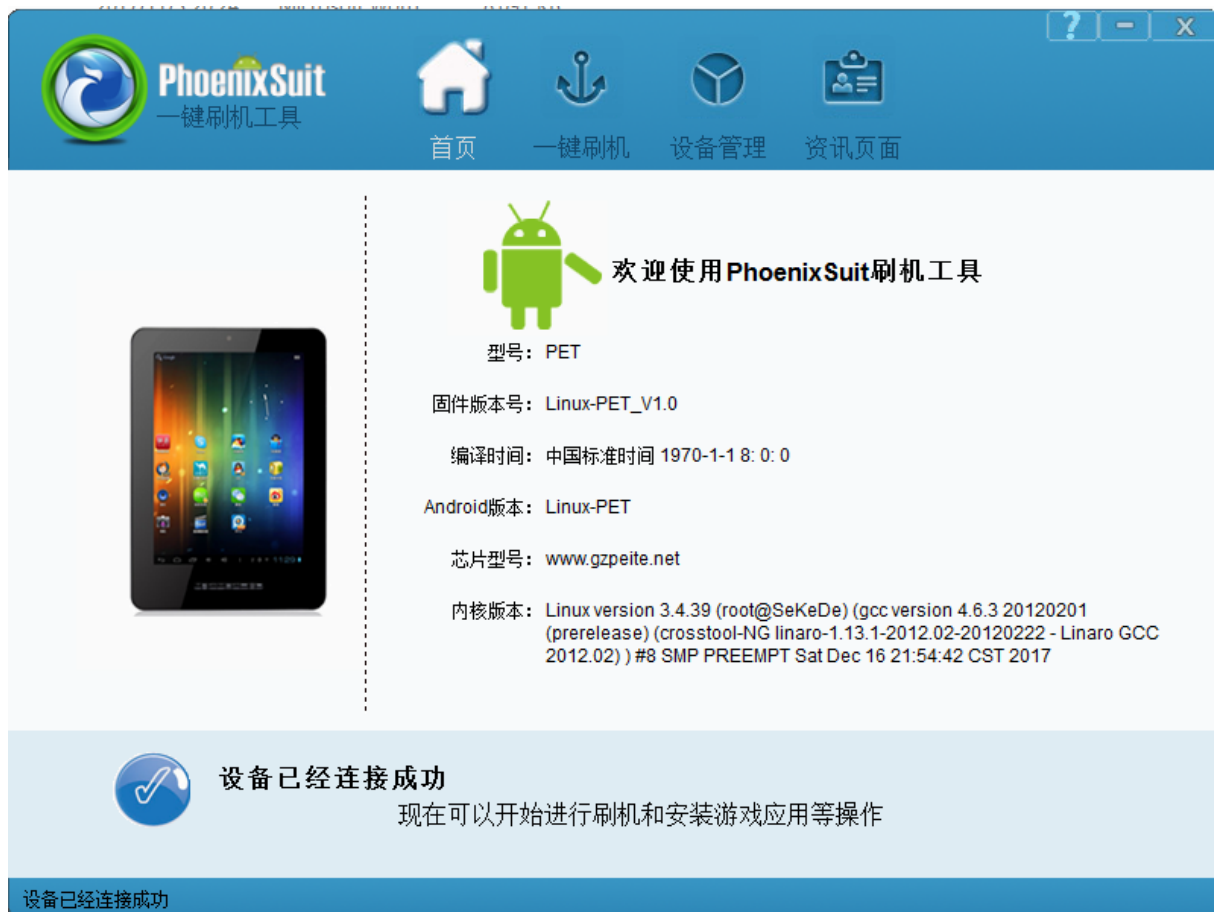 ? – X
PhoenixSuit
一键刷机工具
首页 一键刷机 设备管理 资讯页面
欢迎使用PhoenixSuit刷机工具
型号: PET
固件版本号: Linux-PET_V1.0
编译时间: 中国标准时间 1970-1-1 8: 0: 0
Android版本: Linux-PET
芯片型号: www.gzpeite.net
内核版本: Linux version 3.4.39 (root@SeKeDe) (gcc version 4.6.3 20120201
(prerelease) (crosstool-NG linaro-1.13.1-2012.02-20120222 - Linaro GCC
2012.02) ) #8 SMP PREEMPT Sat Dec 16 21:54:42 CST 2017
设备已经连接成功
现在可以开始进行刷机和安装游戏应用等操作
设备已经连接成功